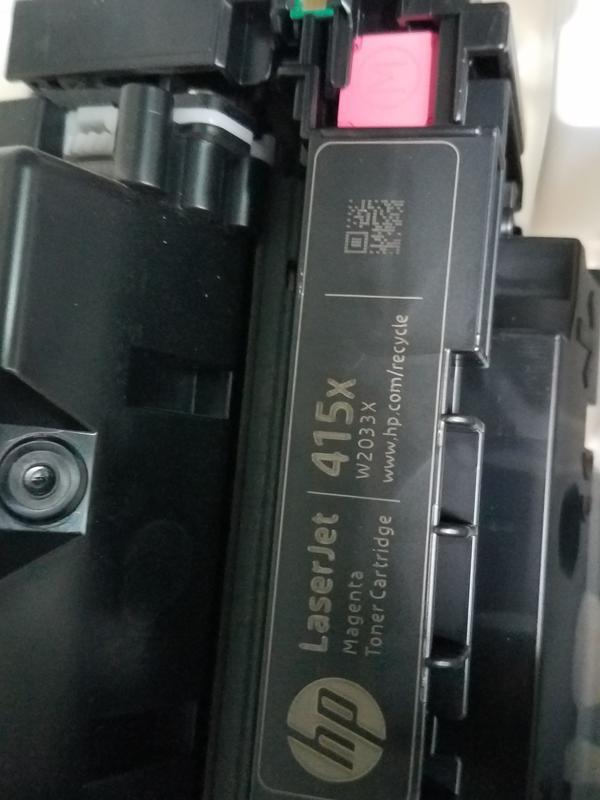 M
hp
LaserJet | 415X
Magenta
Toner Cartridge
W2033X
www.hp.com/recycle